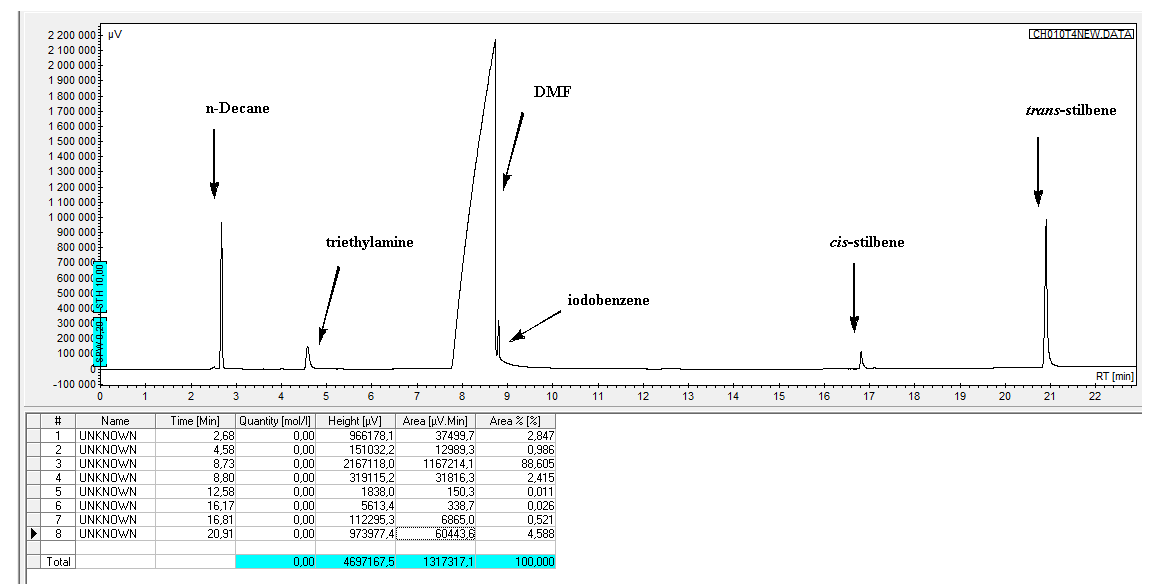 µV
CH010T4NEW.DATA
2 200 000
2 100 000
2 000 000
1 900 000
1 800 000
1 700 000
1 600 000
1 500 000
1 400 000
1 300 000
1 200 000
1 100 000
1 000 000
900 000
800 000
700 000
600 000
500 000
400 000
300 000
200 000
100 000
0
-100 000
STH 10,00
SPW 0,20
n-Decane
triethylamine
DMF
iodobenzene
cis-stilbene
trans-stilbene
RT [min]
0 1 2 3 4 5 6 7 8 9 10 11 12 13 14 15 16 17 18 19 20 21 22
# Name Time [Min] Quantity [mol/l] Height [µV] Area [µV.Min] Area % [%]
1 UNKNOWN 2,68 0,00 966178,1 37499,7 2,847
2 UNKNOWN 4,58 0,00 151032,2 12989,3 0,986
3 UNKNOWN 8,73 0,00 2167118,0 1167214,1 88,605
4 UNKNOWN 8,80 0,00 319115,2 31816,3 2,415
5 UNKNOWN 12,58 0,00 1838,0 150,3 0,011
6 UNKNOWN 16,17 0,00 5613,4 338,7 0,026
7 UNKNOWN 16,81 0,00 112295,3 6865,0 0,521
8 UNKNOWN 20,91 0,00 973977,4 60443,6 4,588
Total 0,00 4697167,5 1317317,1 100,000